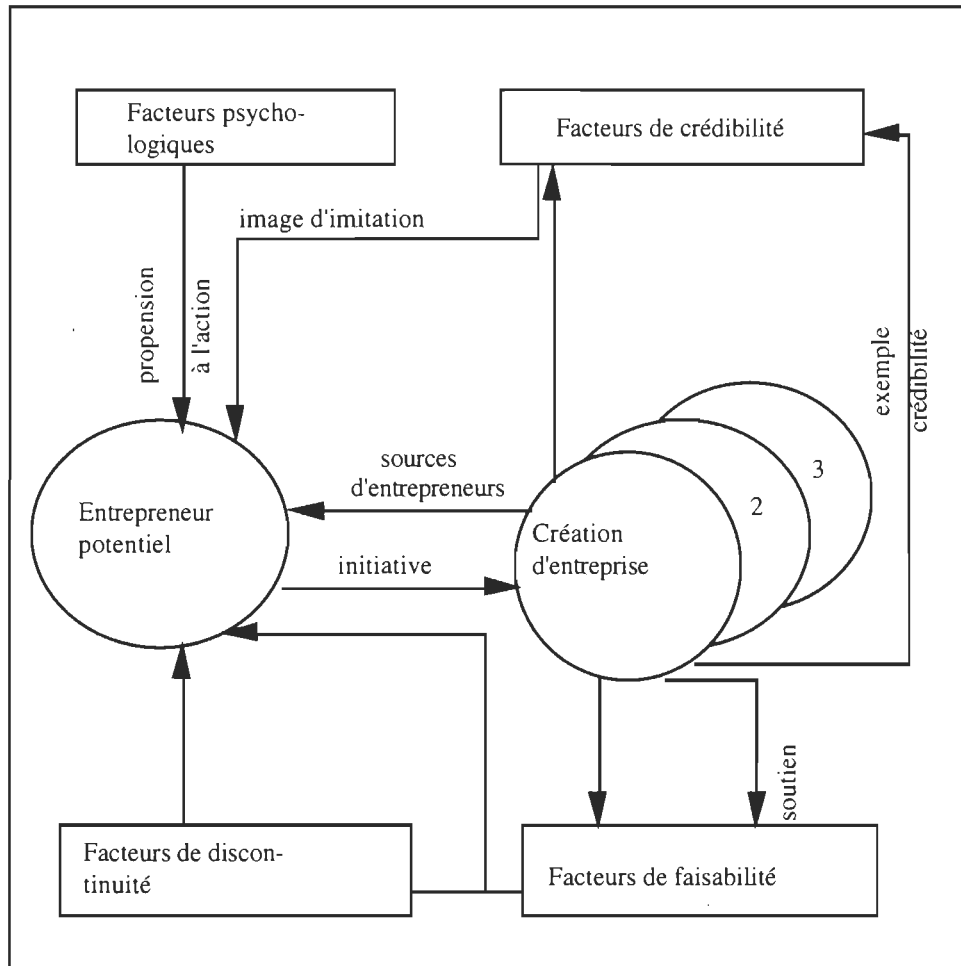 Facteurs psycho-
logiques
Facteurs de crédibilité
image d'imitation
propension
à l'action
exemple
crédibilité
sources
d'entrepreneurs
3
2
Entrepreneur
potentiel
Création
d'entreprise
initiative
soutien
Facteurs de discon-
tinuité
Facteurs de faisabilité